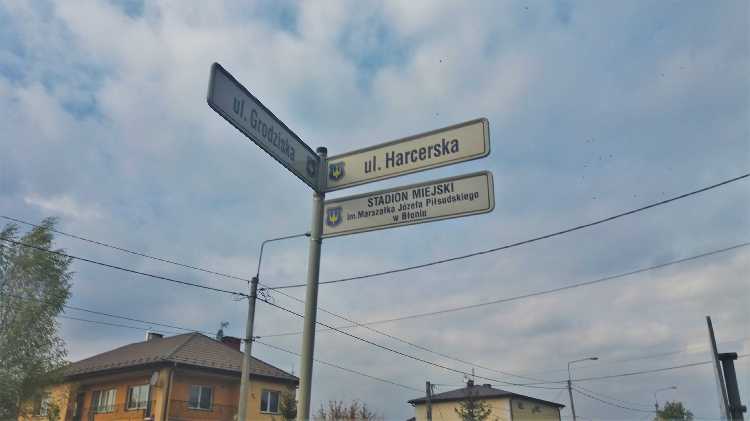 ul. Grodziska
ul. Harcerska
STADION MIEJSKI
im. Marszałka Józefa Piłsudskiego
w Błoniu